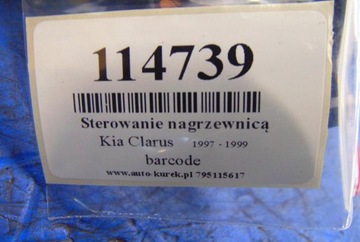 114739
Sterowanie nagrzewnicą
Kia Clarus 1997 - 1999
barcode
www.auto-kurek.pl 795115617